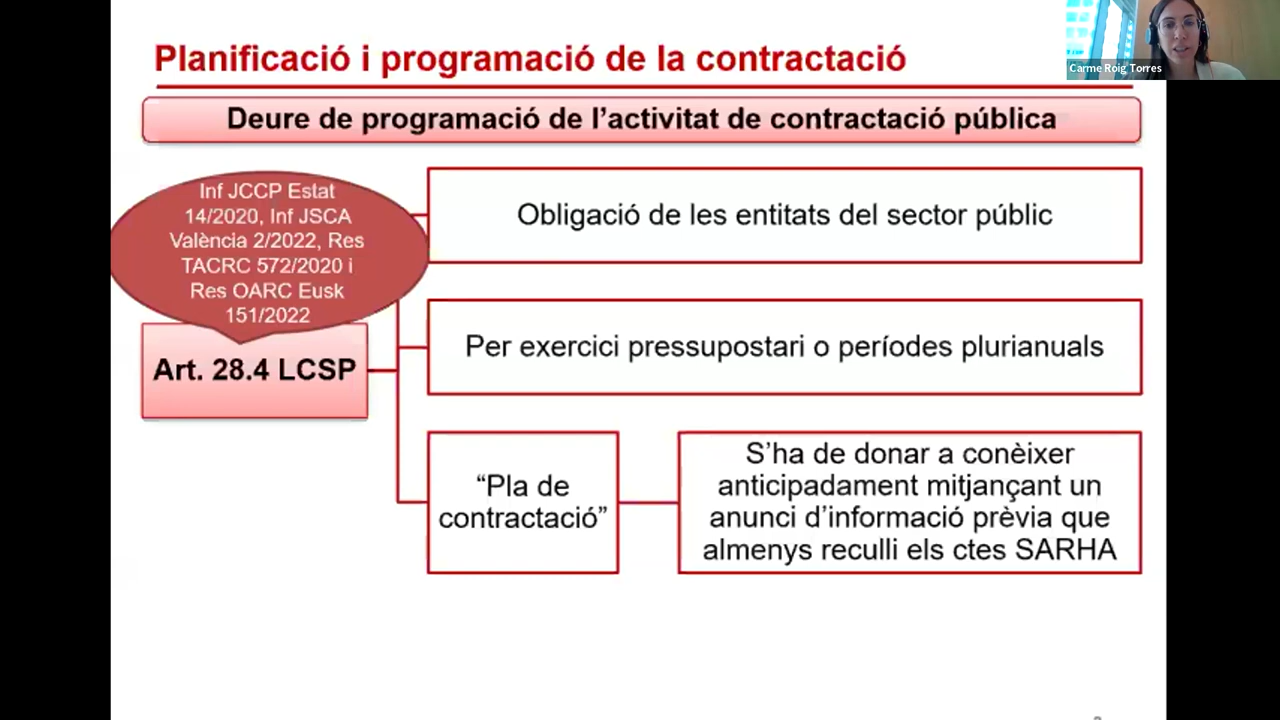 Planificació i programació de la contractació
Carme Roig Torres
Deure de programació de l’activitat de contractació pública
Inf JCCP Estat
14/2020, Inf JSCA
València 2/2022, Res
TACRC 572/2020 i
Res OARC Eusk
151/2022
Art. 28.4 LCSP
Obligació de les entitats del sector públic
Per exercici pressupostari o períodes plurianuals
“Pla de
contractació”
S’ha de donar a conèixer
anticipadament mitjançant un
anunci d’informació prèvia que
almenys reculli els ctes SARHA